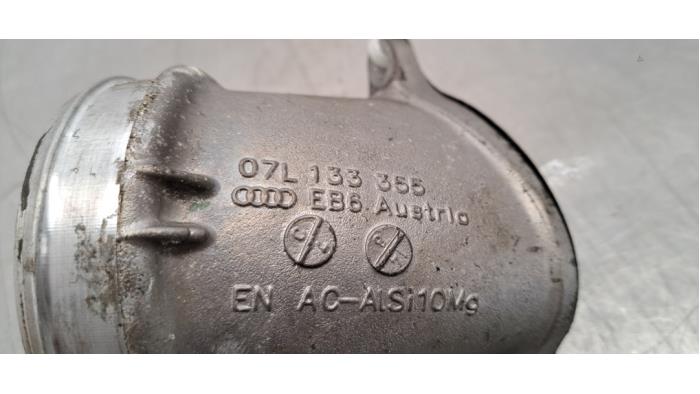 07L 133 355
EB6 Austria
EN AC-AlSi10Mg